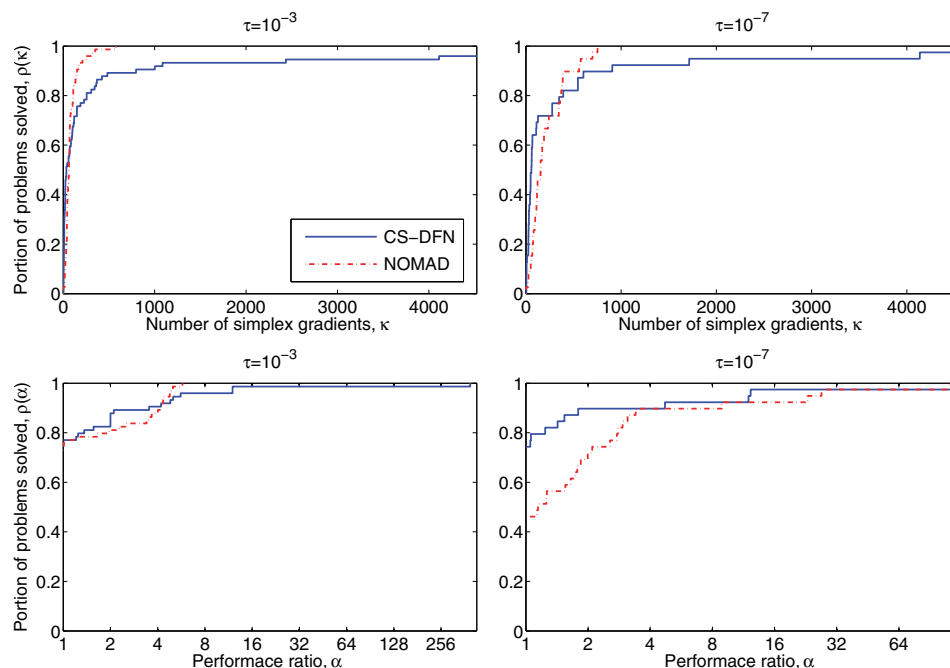 τ=10⁻³
Portion of problems solved, ρ(κ)
1
0.8
0.6
0.4
0.2
0
0 1000 2000 3000 4000
Number of simplex gradients, κ
CS−DFN
NOMAD
τ=10⁻⁷
1
0.8
0.6
0.4
0.2
0
0 1000 2000 3000 4000
Number of simplex gradients, κ
τ=10⁻³
Portion of problems solved, ρ(α)
1
0.8
0.6
0.4
0.2
0
1 2 4 8 16 32 64 128 256
Performace ratio, α
τ=10⁻⁷
1
0.8
0.6
0.4
0.2
0
1 2 4 8 16 32 64
Performace ratio, α